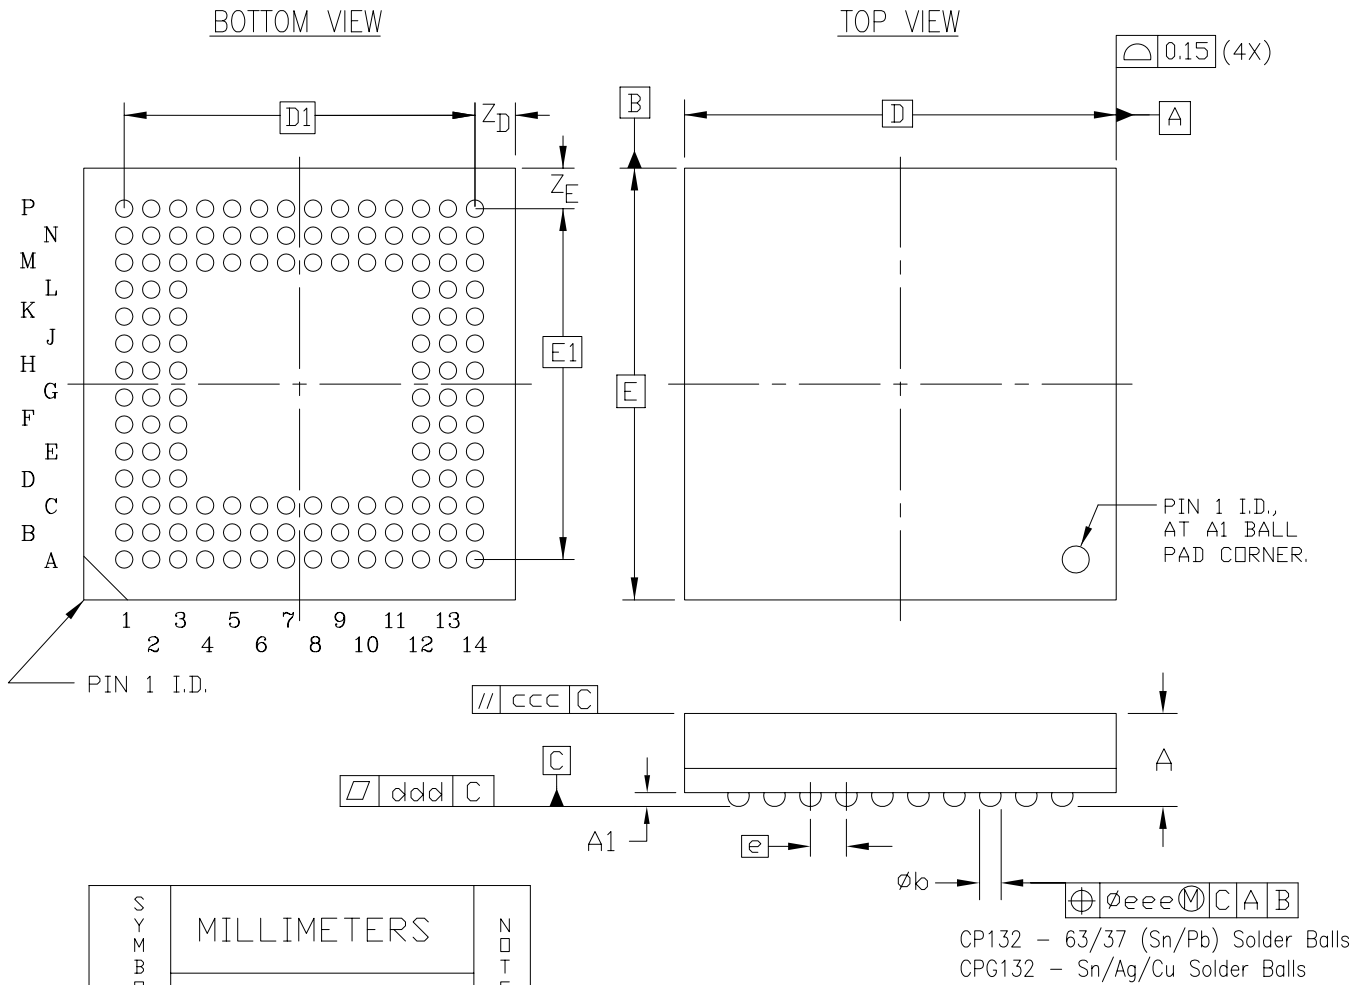 BOTTOM VIEW
TOP VIEW
0.15 (4X)
D1
ZD
B
D
A
ZE
P
N
M
L
K
J
H
G
F
E
D
C
B
A
E1
E
PIN 1 I.D.,
AT A1 BALL
PAD CORNER.
1 3 5 7 9 11 13
2 4 6 8 10 12 14
PIN 1 I.D.
// ccc C
C
A
ddd C
A1
e
Øb
Øeee Ⓜ C A B
CP132 – 63/37 (Sn/Pb) Solder Balls
CPG132 – Sn/Ag/Cu Solder Balls
SYMB
MILLIMETERS
NOT